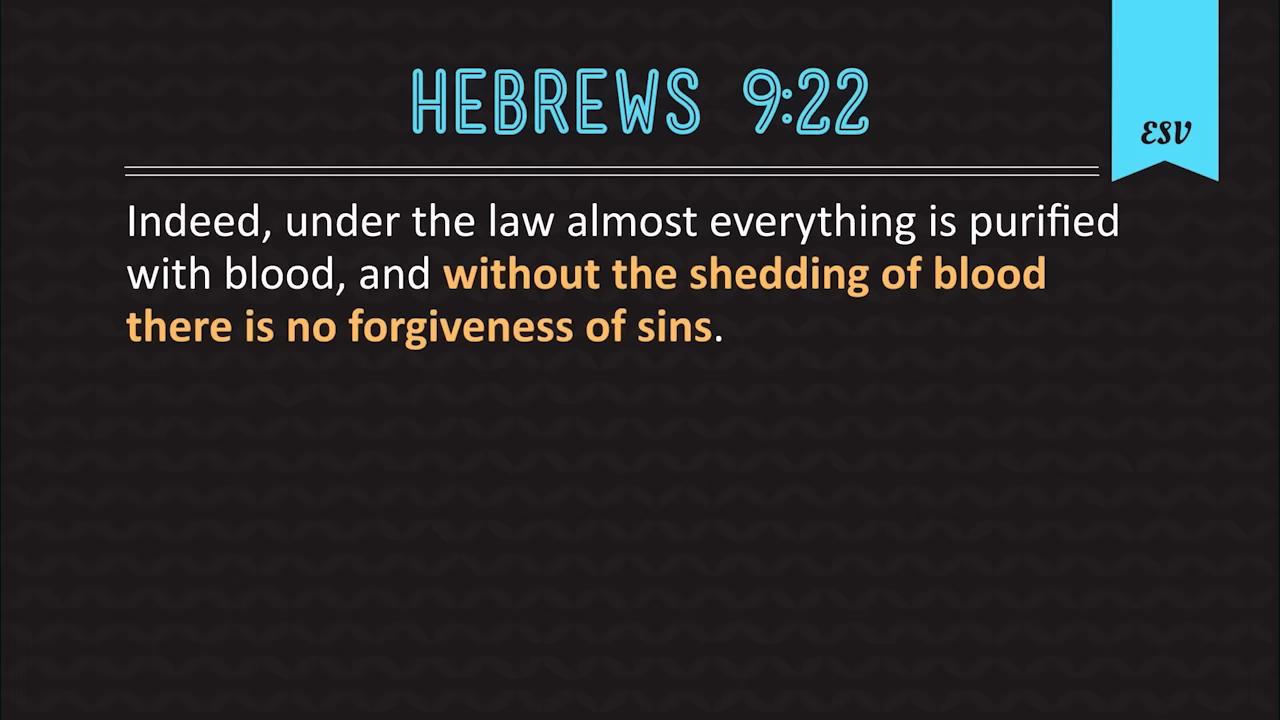 HEBREWS 9:22
ESV
Indeed, under the law almost everything is purified
with blood, and without the shedding of blood
there is no forgiveness of sins.